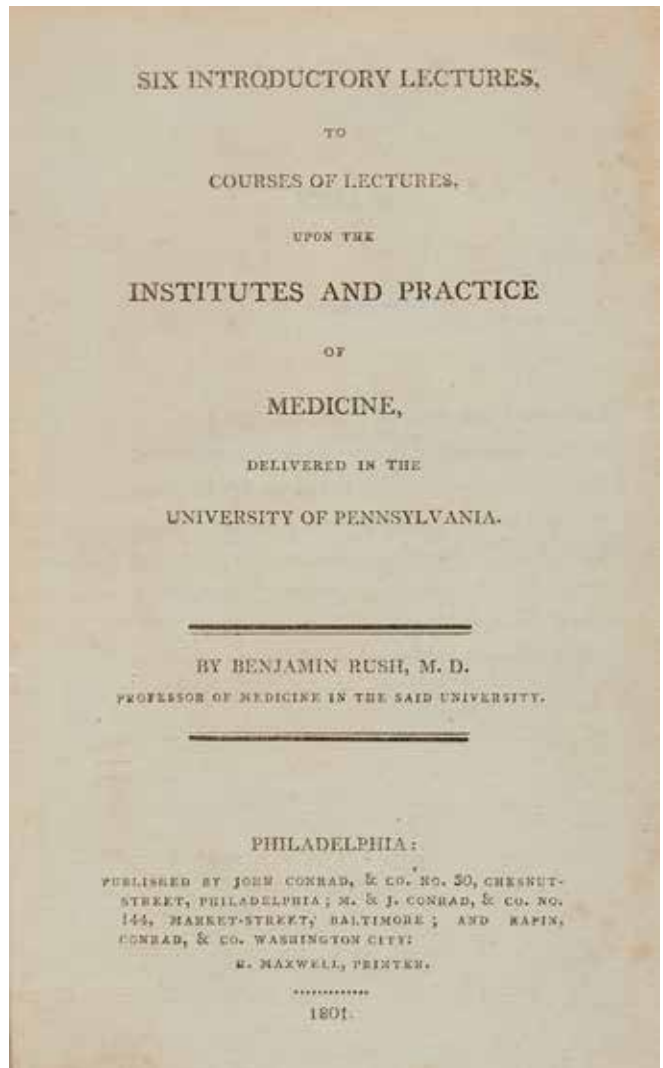 SIX INTRODUCTORY LECTURES,
TO
COURSES OF LECTURES,
UPON THE
INSTITUTES AND PRACTICE
OF
MEDICINE,
DELIVERED IN THE
UNIVERSITY OF PENNSYLVANIA.
BY BENJAMIN RUSH, M. D.
PROFESSOR OF MEDICINE IN THE SAID UNIVERSITY.
PHILADELPHIA:
PUBLISHED BY JOHN CONRAD, & CO. NO. 30, CHESNUT-
STREET, PHILADELPHIA; M. & J. CONRAD, & CO. NO.
144, MARKET-STREET, BALTIMORE; AND RAPIN,
CONRAD, & CO. WASHINGTON CITY:
H. MAXWELL, PRINTER.
1801.